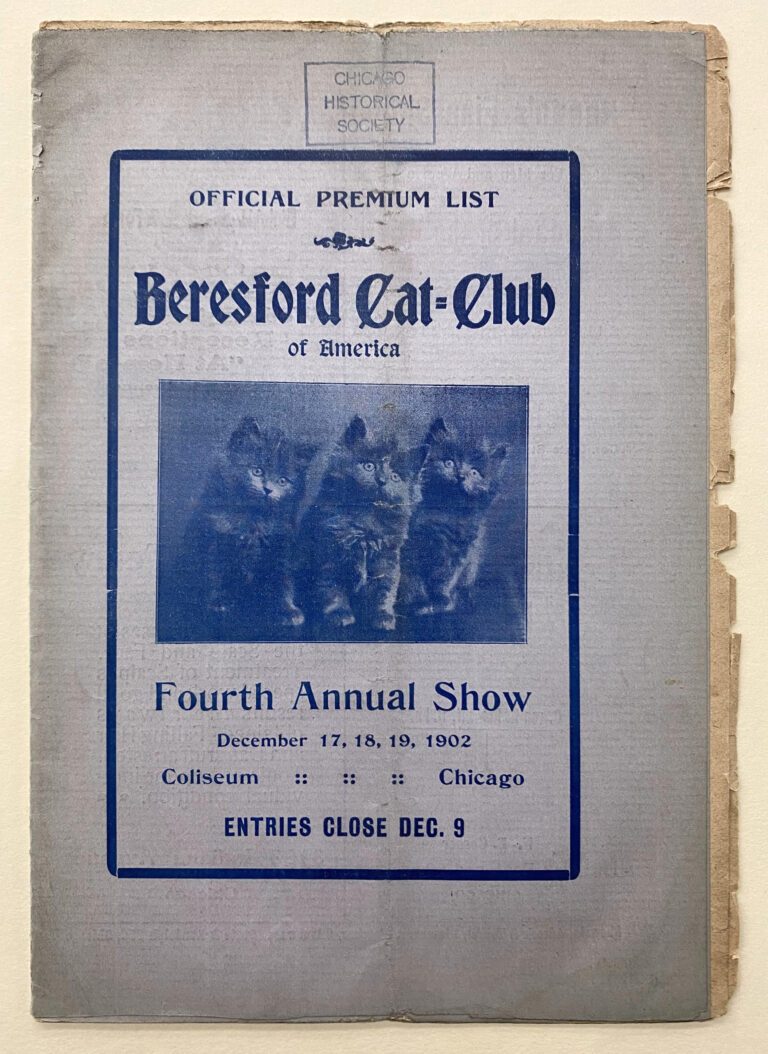 CHICAGO
HISTORICAL
SOCIETY
OFFICIAL PREMIUM LIST
Beresford Cat=Club
of America
Fourth Annual Show
December 17, 18, 19, 1902
Coliseum :: :: :: Chicago
ENTRIES CLOSE DEC. 9